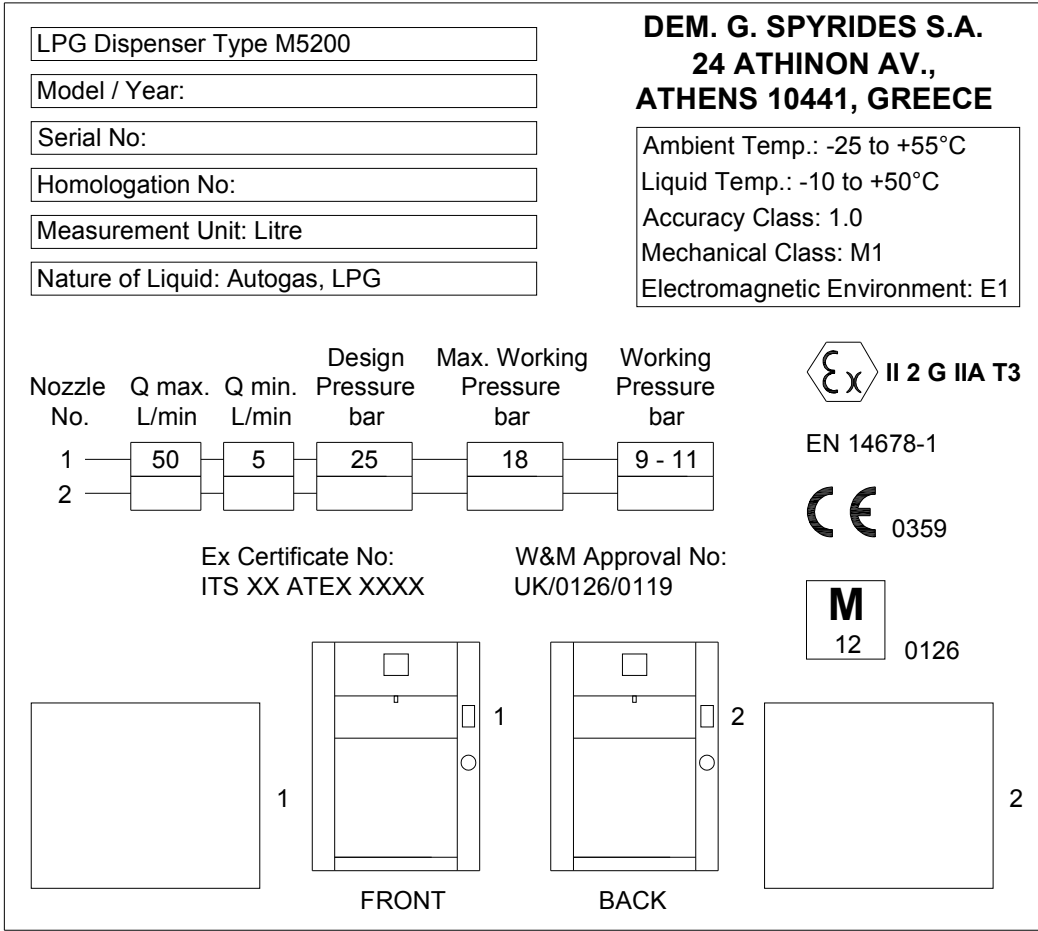 LPG Dispenser Type M5200
Model / Year:
Serial No:
Homologation No:
Measurement Unit: Litre
Nature of Liquid: Autogas, LPG
DEM. G. SPYRIDES S.A.
24 ATHINON AV.,
ATHENS 10441, GREECE
Ambient Temp.: -25 to +55°C
Liquid Temp.: -10 to +50°C
Accuracy Class: 1.0
Mechanical Class: M1
Electromagnetic Environment: E1
Nozzle No.
Q max. L/min
Q min. L/min
Design Pressure bar
Max. Working Pressure bar
Working Pressure bar
1 50 5 25 18 9 - 11
2
Ex II 2 G IIA T3
EN 14678-1
CE 0359
Ex Certificate No:
ITS XX ATEX XXXX
W&M Approval No:
UK/0126/0119
M
12 0126
1
1
2
2
FRONT
BACK